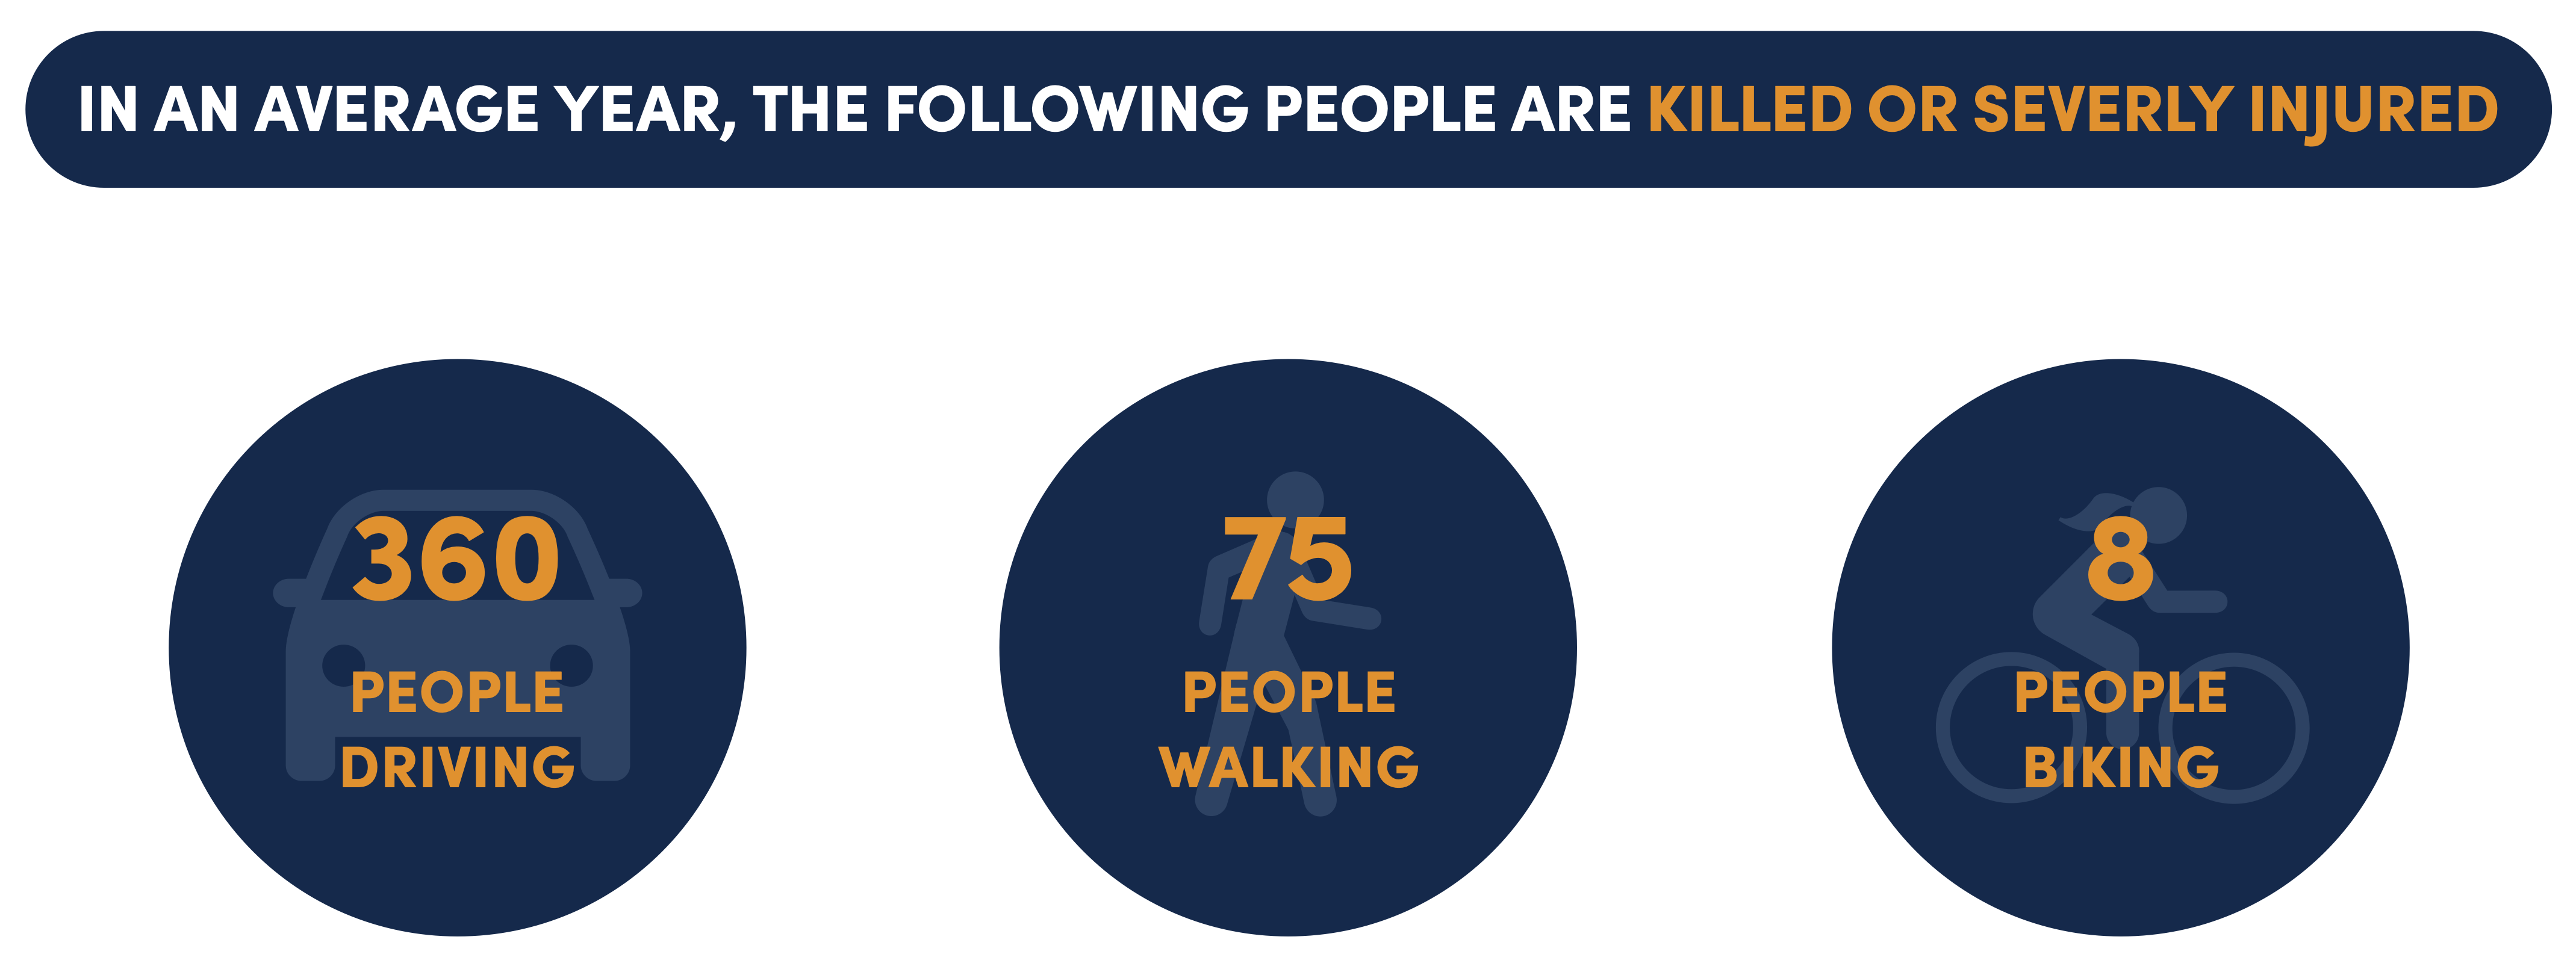 IN AN AVERAGE YEAR, THE FOLLOWING PEOPLE ARE KILLED OR SEVERLY INJURED
360
PEOPLE
DRIVING
75
PEOPLE
WALKING
8
PEOPLE
BIKING